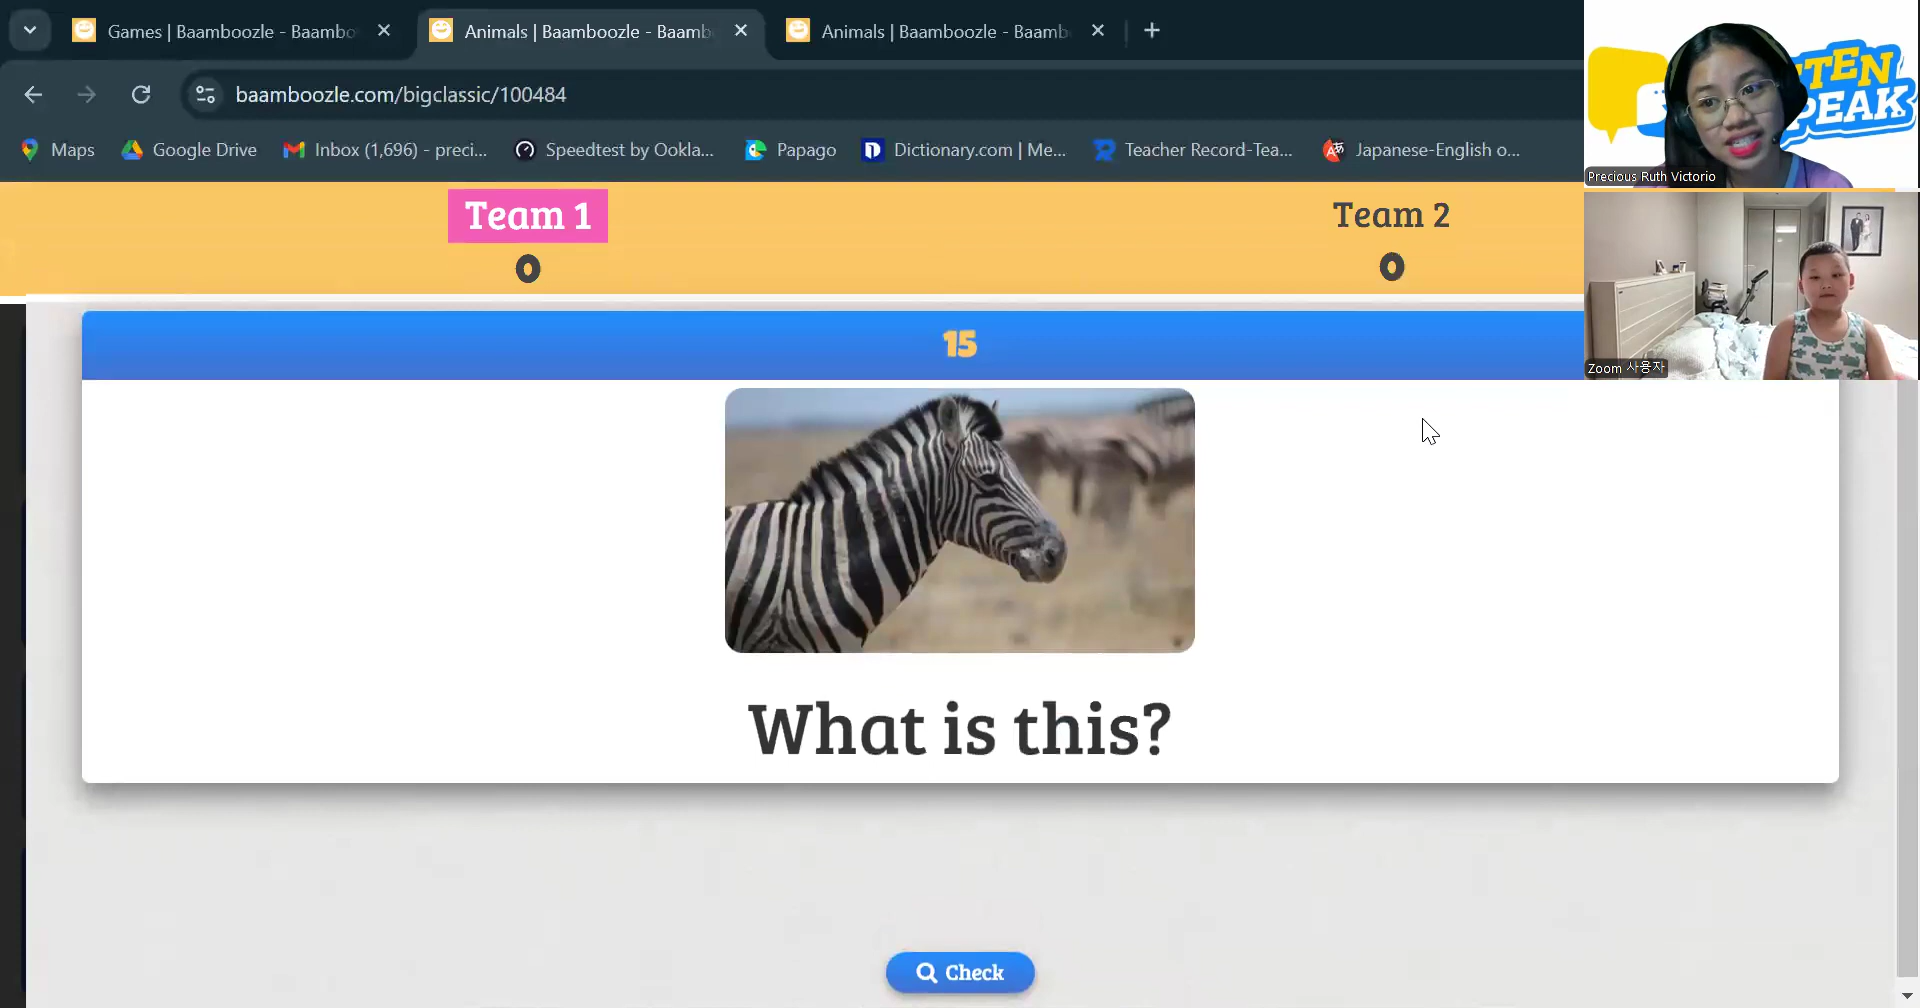 Games | Baamboozle - Baambo
Animals | Baamboozle - Baamb
Animals | Baamboozle - Baamb
baamboozle.com/bigclassic/100484
Maps
Google Drive
Inbox (1,696) - preci...
Speedtest by Ookla...
Papago
Dictionary.com | Me...
Teacher Record-Tea...
Japanese-English o...
TEN
PEAK
Precious Ruth Victorio
Team 1
0
Team 2
0
Zoom 사용자
15
What is this?
Check